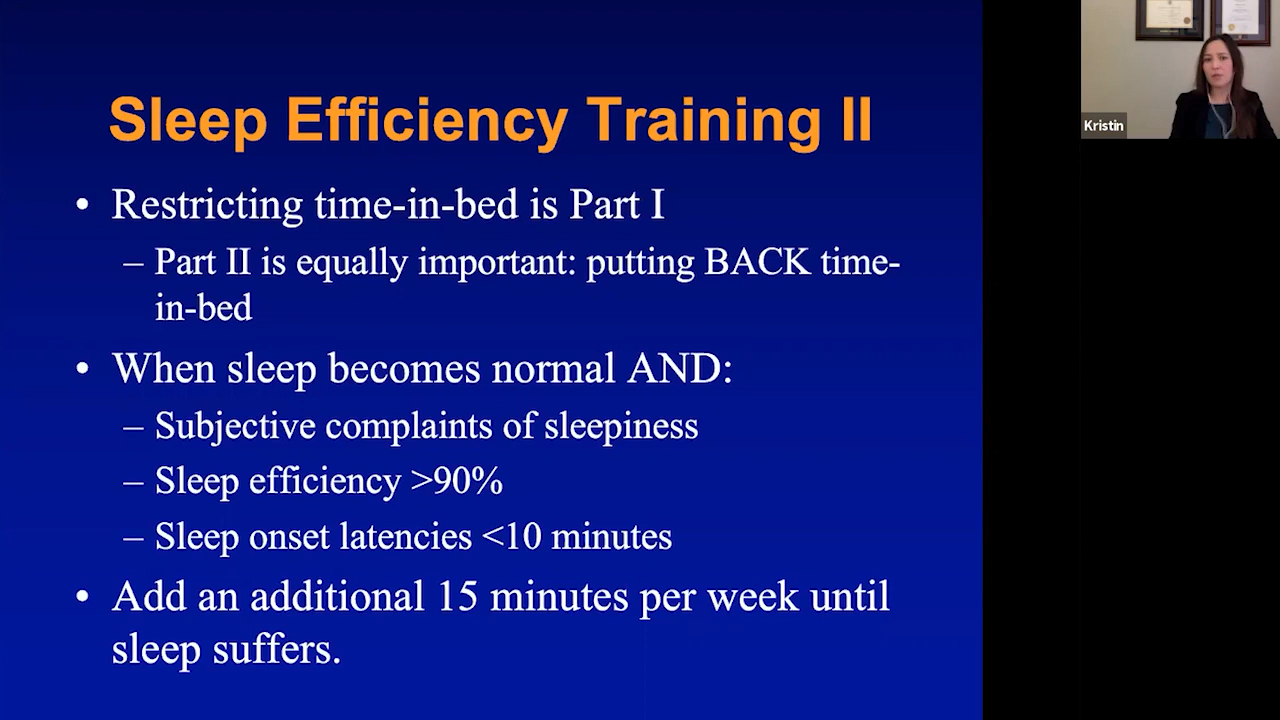 Sleep Efficiency Training II
• Restricting time-in-bed is Part I
– Part II is equally important: putting BACK time-
in-bed
• When sleep becomes normal AND:
– Subjective complaints of sleepiness
– Sleep efficiency >90%
– Sleep onset latencies <10 minutes
• Add an additional 15 minutes per week until
sleep suffers.
Kristin